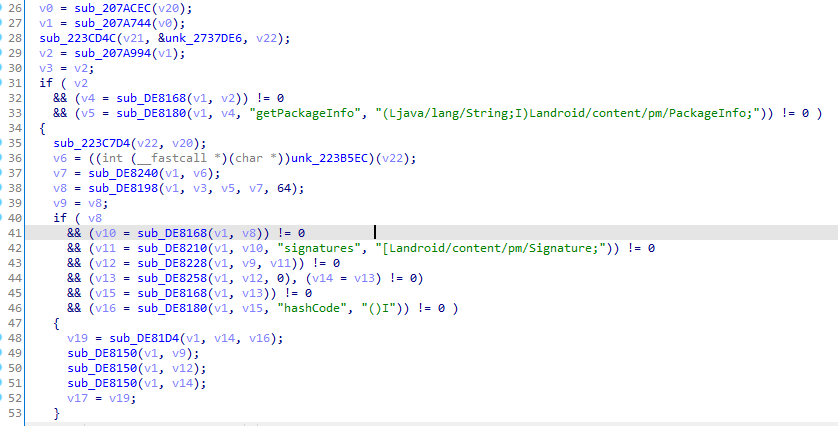 26 v0 = sub_207ACEC(v20);
27 v1 = sub_207A744(v0);
28 sub_223CD4C(v21, &unk_2737DE6, v22);
29 v2 = sub_207A994(v1);
30 v3 = v2;
31 if ( v2
32 && (v4 = sub_DE8168(v1, v2)) != 0
33 && (v5 = sub_DE8180(v1, v4, "getPackageInfo", "(Ljava/lang/String;I)Landroid/content/pm/PackageInfo;")) != 0 )
34 {
35 sub_223C7D4(v22, v20);
36 v6 = ((int (__fastcall *)(char *))unk_223B5EC)(v22);
37 v7 = sub_DE8240(v1, v6);
38 v8 = sub_DE8198(v1, v3, v5, v7, 64);
39 v9 = v8;
40 if ( v8
41 && (v10 = sub_DE8168(v1, v8)) != 0
42 && (v11 = sub_DE8210(v1, v10, "signatures", "[Landroid/content/pm/Signature;")) != 0
43 && (v12 = sub_DE8228(v1, v9, v11)) != 0
44 && (v13 = sub_DE8258(v1, v12, 0), (v14 = v13) != 0)
45 && (v15 = sub_DE8168(v1, v13)) != 0
46 && (v16 = sub_DE8180(v1, v15, "hashCode", "()I")) != 0 )
47 {
48 v19 = sub_DE81D4(v1, v14, v16);
49 sub_DE8150(v1, v9);
50 sub_DE8150(v1, v12);
51 sub_DE8150(v1, v14);
52 v17 = v19;
53 }